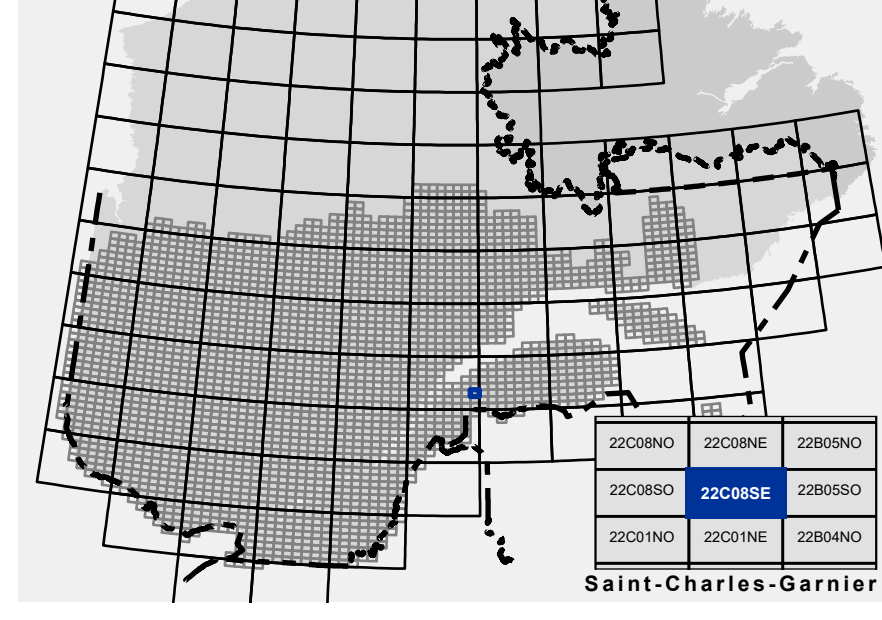 22C08NO 22C08NE 22B05NO
22C08SO 22C08SE 22B05SO
22C01NO 22C01NE 22B04NO
Saint-Charles-Garnier